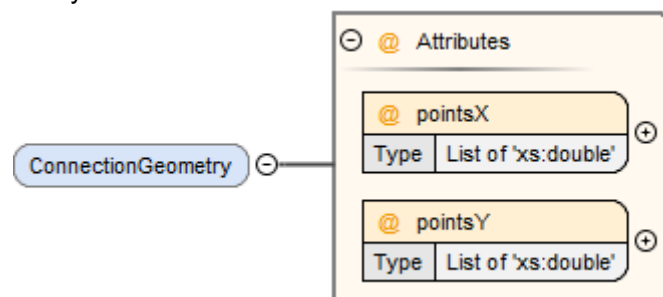 @ Attributes
@ pointsX
Type List of 'xs:double'
ConnectionGeometry
@ pointsY
Type List of 'xs:double'